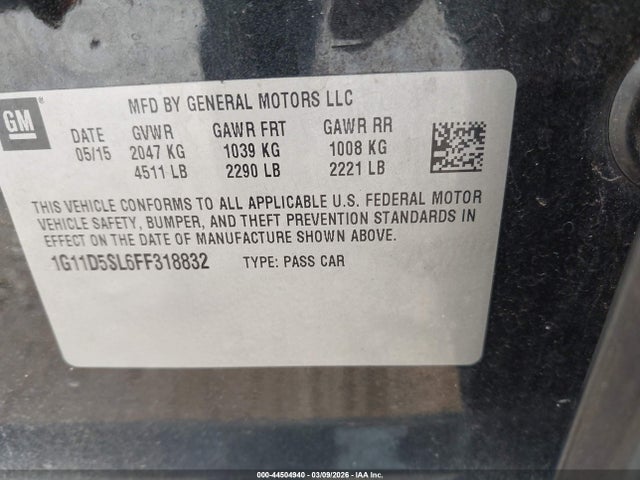 MFD BY GENERAL MOTORS LLC
GM
DATE GVWR GAWR FRT GAWR RR
05/15 2047 KG 1039 KG 1008 KG
4511 LB 2290 LB 2221 LB
THIS VEHICLE CONFORMS TO ALL APPLICABLE U.S. FEDERAL MOTOR
VEHICLE SAFETY, BUMPER, AND THEFT PREVENTION STANDARDS IN
EFFECT ON THE DATE OF MANUFACTURE SHOWN ABOVE.
1G11D5SL6FF318832 TYPE: PASS CAR
000-44504940 - 03/09/2026 - IAA Inc.